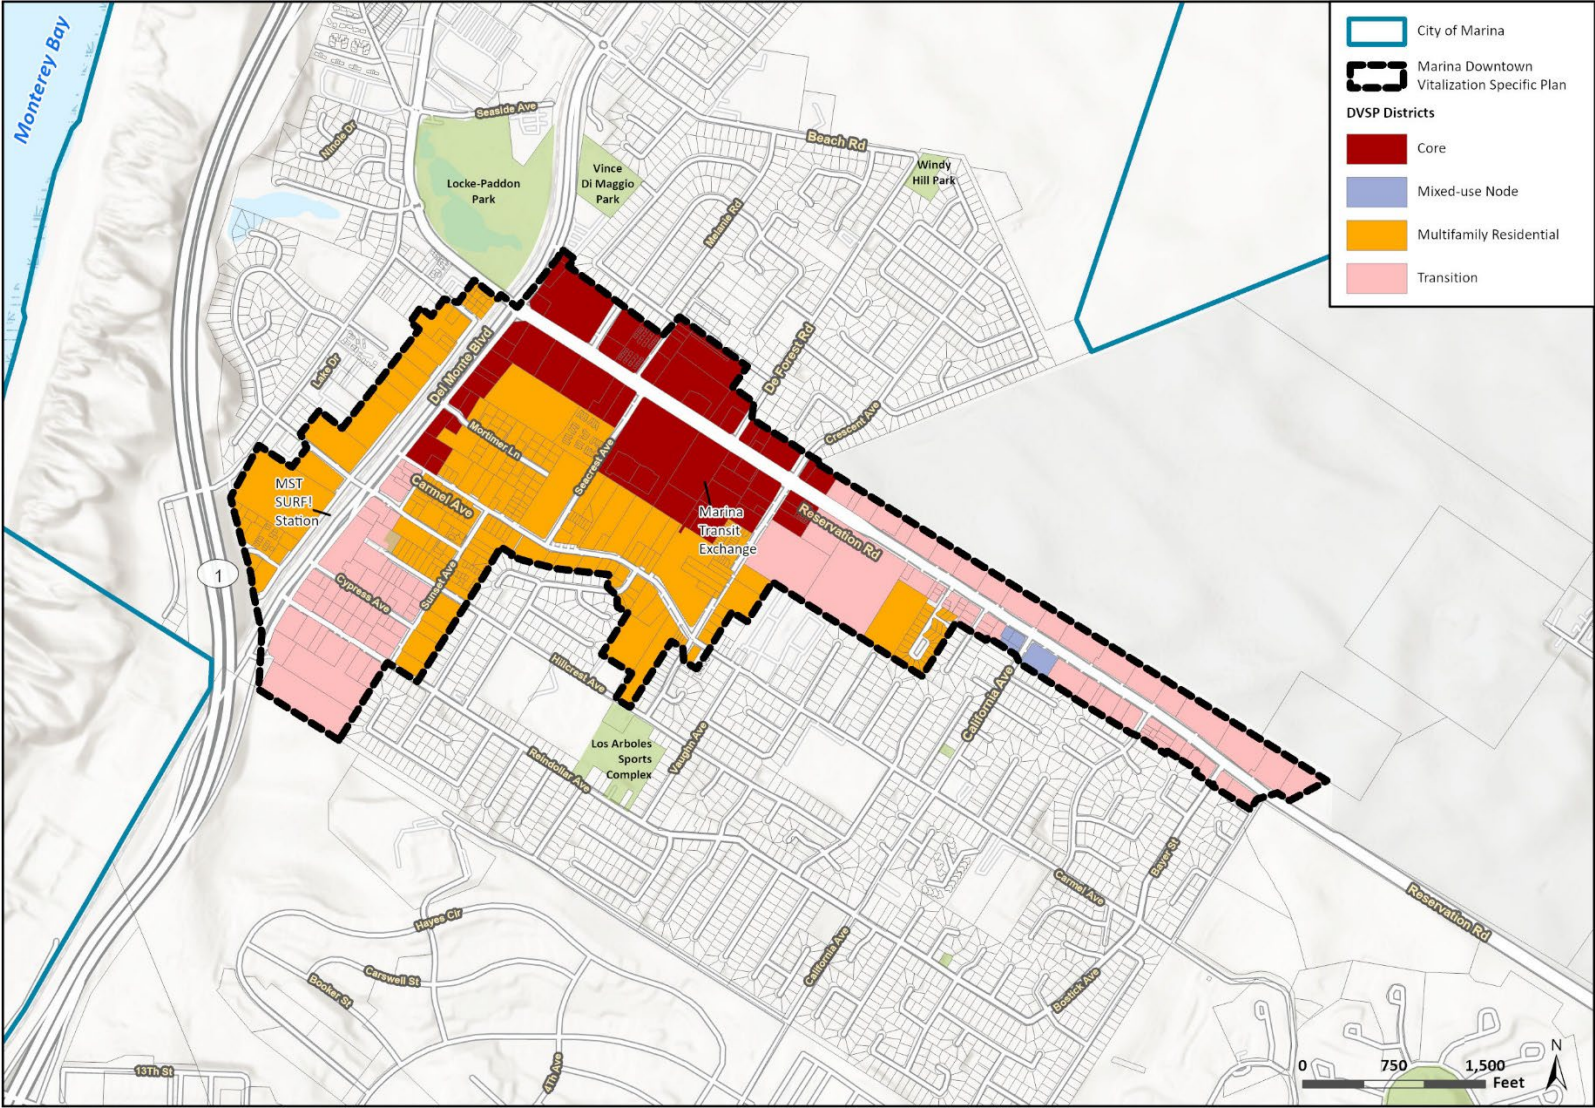 Monterey Bay
City of Marina
Marina Downtown
Vitalization Specific Plan
DVSP Districts
Core
Mixed-use Node
Multifamily Residential
Transition
Seaside Ave
Ninole Dr
Beach Rd
Locke-Paddon
Park
Vince
Di Maggio
Park
Windy
Hill Park
Melanie Rd
Lake Dr
Del Monte Blvd
De Forest Rd
Crescent Ave
Mortimer Ln
Seacrest Ave
MST
SURF!
Station
Carmel Ave
Marina
Transit
Exchange
Reservation Rd
1
Cypress Ave
Sunset Ave
Hillcrest Ave
California Ave
Los Arboles
Sports
Complex
Vaughn Ave
Reindollar Ave
Bayer St
Carmel Ave
Reservation Rd
Hayes Cir
Carswell St
Booker St
California Ave
Bostick Ave
13Th St
4Th Ave
0 750 1,500
Feet
N